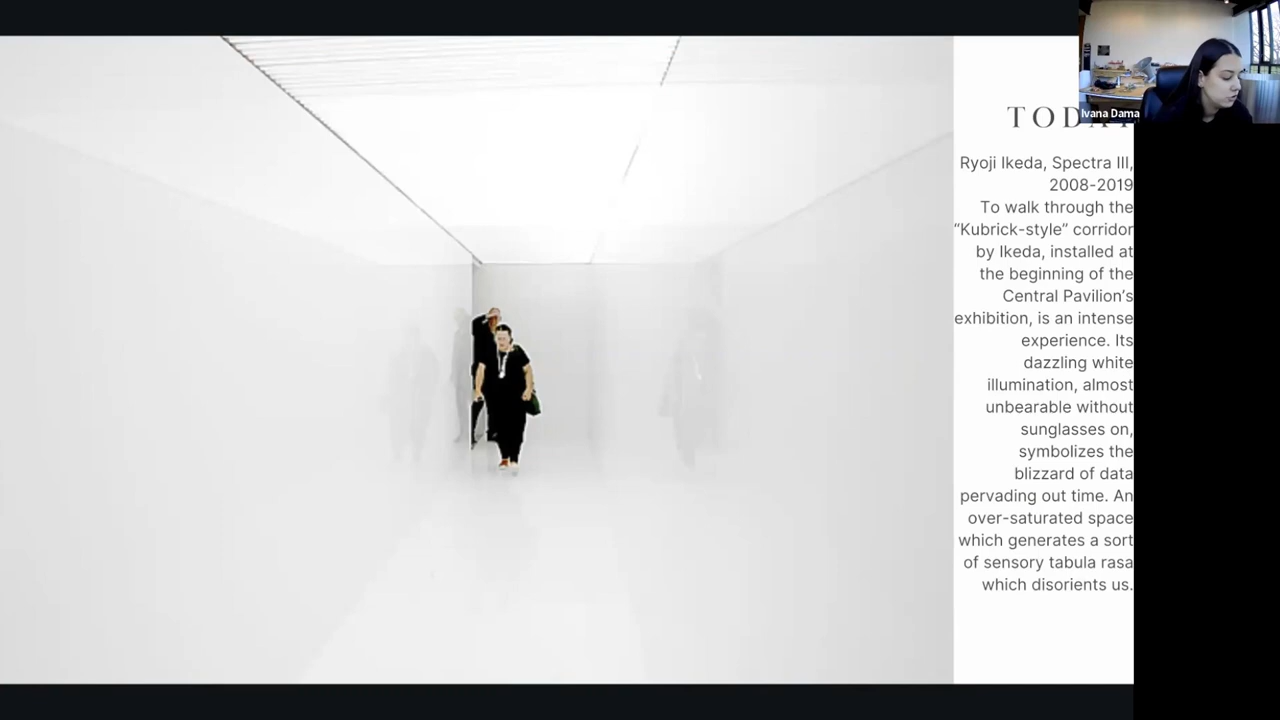 Ivana Dama
TODAY
Ryoji Ikeda, Spectra III,
2008-2019
To walk through the
“Kubrick-style” corridor
by Ikeda, installed at
the beginning of the
Central Pavilion’s
exhibition, is an intense
experience. Its
dazzling white
illumination, almost
unbearable without
sunglasses on,
symbolizes the
blizzard of data
pervading out time. An
over-saturated space
which generates a sort
of sensory tabula rasa
which disorients us.